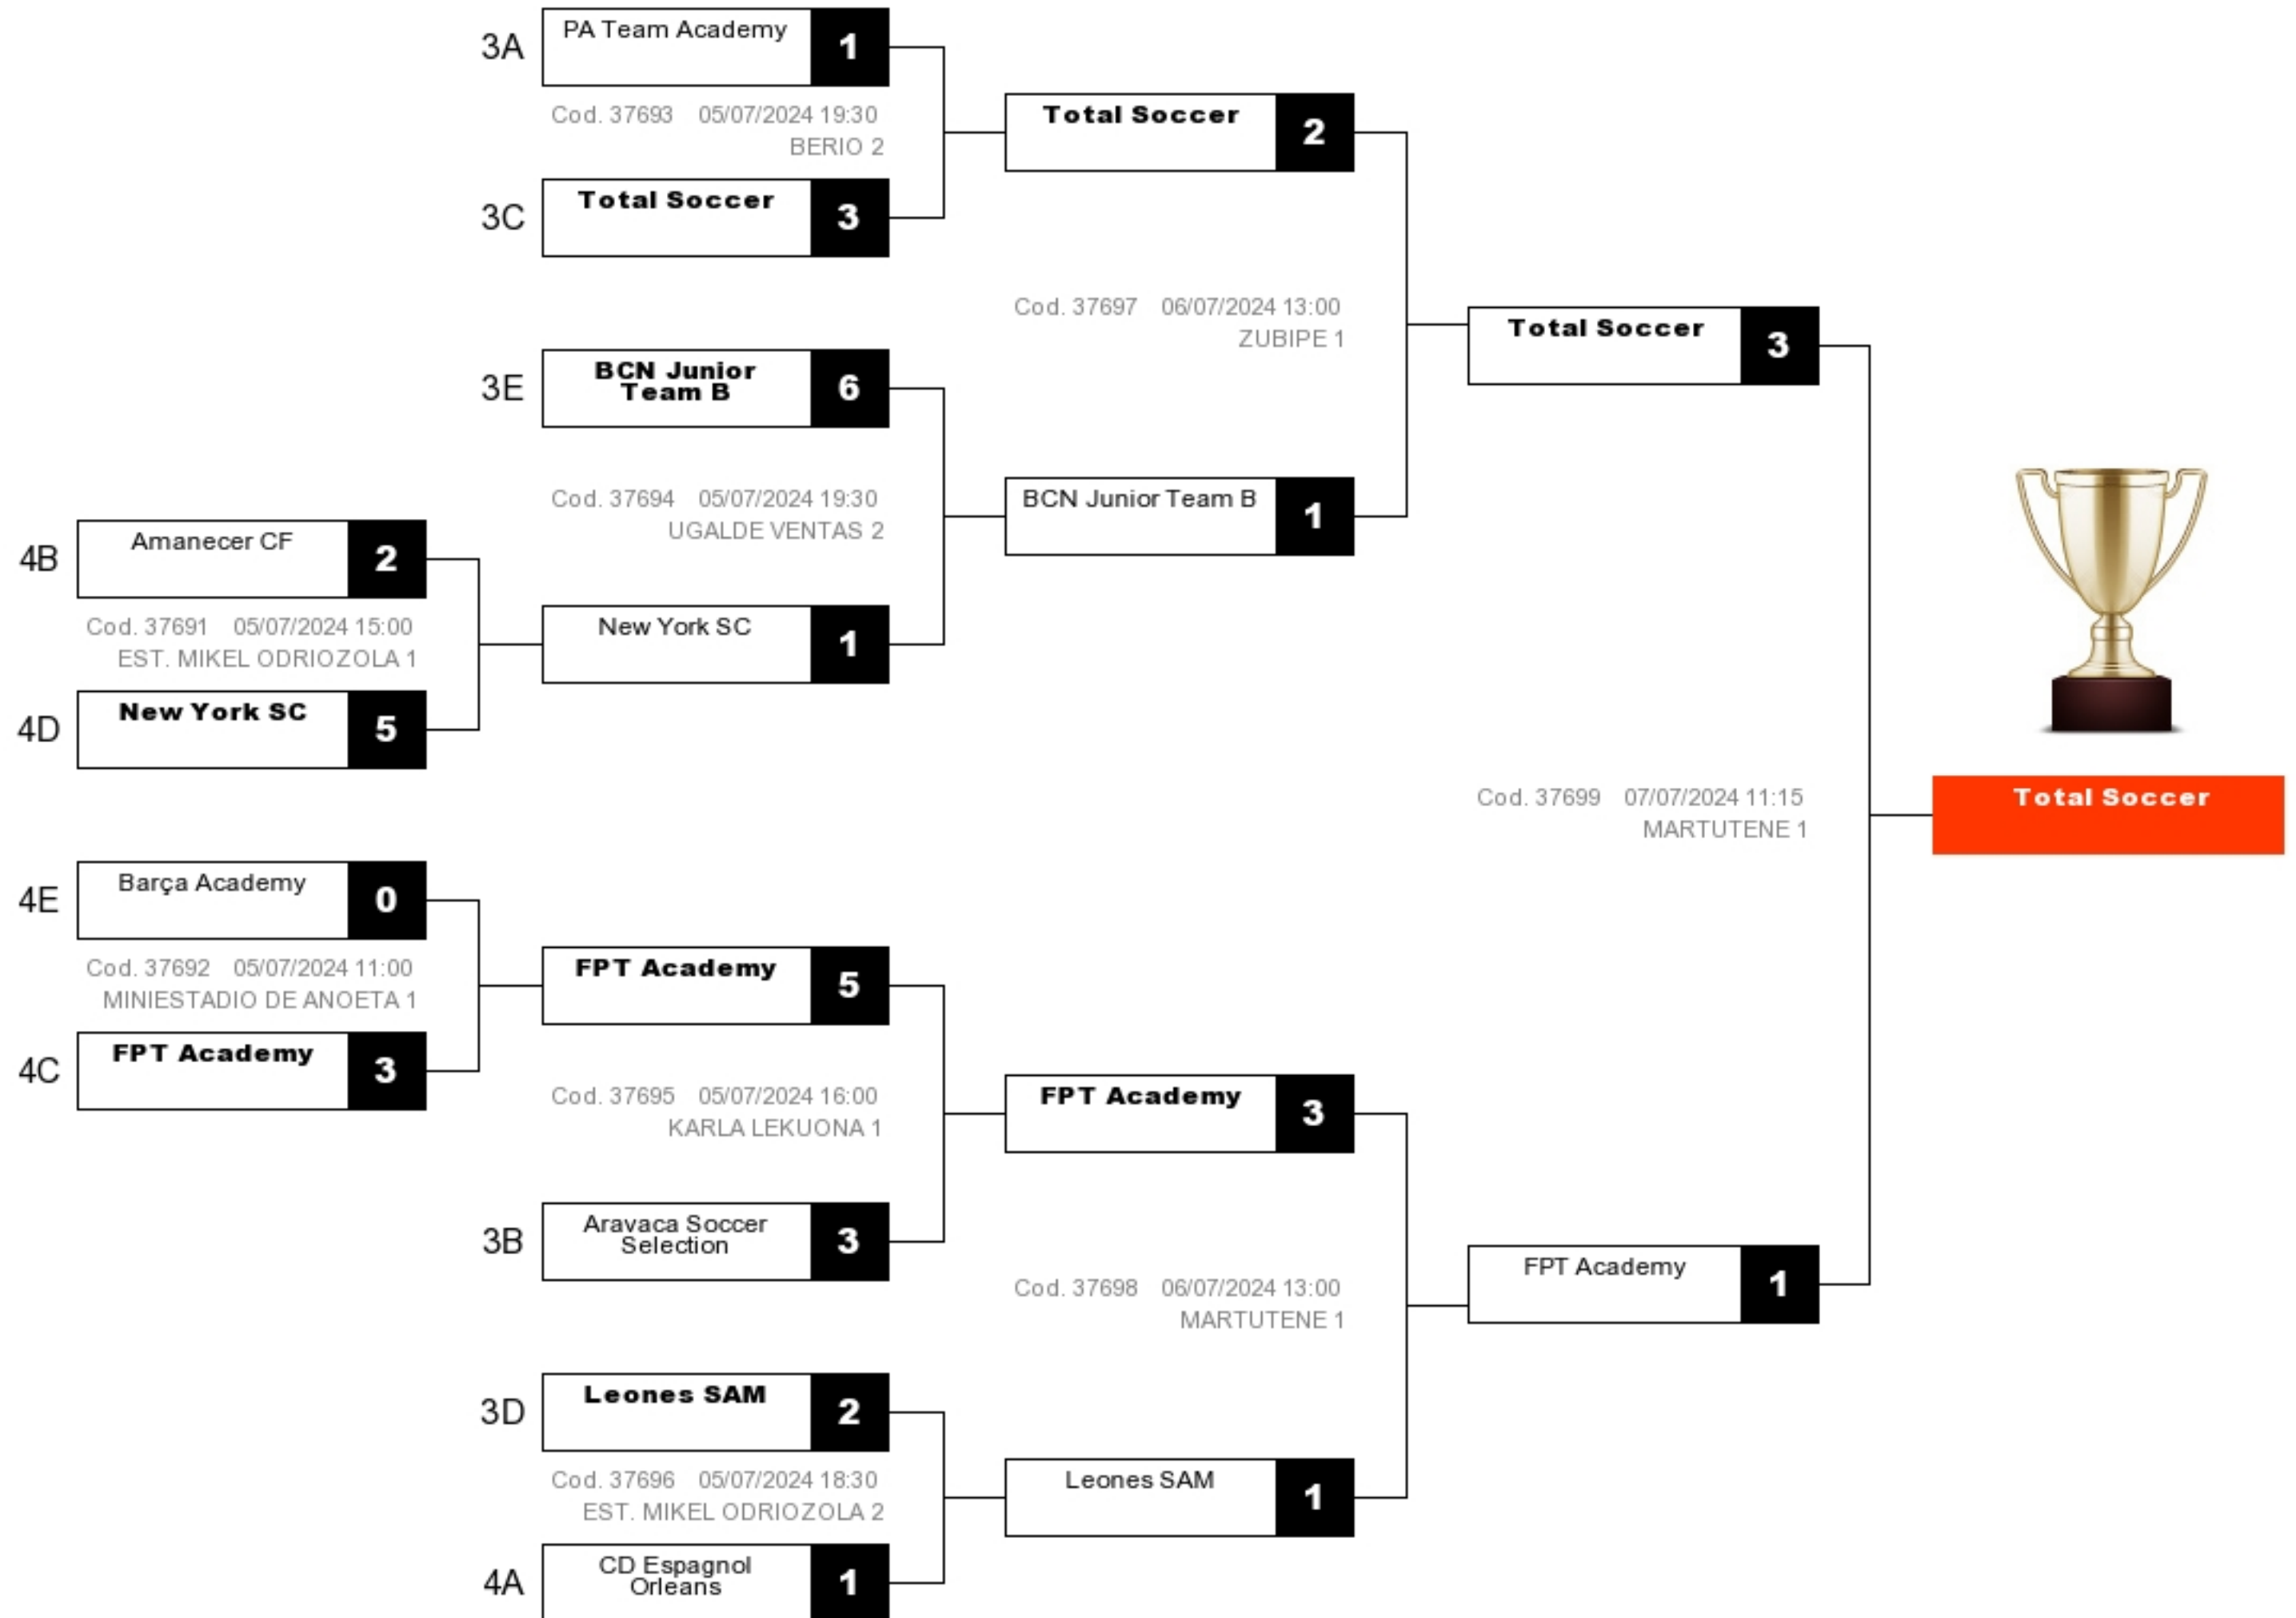 3A
PA Team Academy
1
Cod. 37693 05/07/2024 19:30
BERIO 2
3C
Total Soccer
3
Total Soccer
2
Cod. 37697 06/07/2024 13:00
ZUBIPE 1
Total Soccer
3
3E
BCN Junior
Team B
6
Cod. 37694 05/07/2024 19:30
UGALDE VENTAS 2
BCN Junior Team B
1
4B
Amanecer CF
2
Cod. 37691 05/07/2024 15:00
EST. MIKEL ODRIOZOLA 1
4D
New York SC
5
New York SC
1
Cod. 37699 07/07/2024 11:15
MARTUTENE 1
Total Soccer
4E
Barça Academy
0
Cod. 37692 05/07/2024 11:00
MINIESTADIO DE ANOETA 1
4C
FPT Academy
3
FPT Academy
5
Cod. 37695 05/07/2024 16:00
KARLA LEKUONA 1
3B
Aravaca Soccer
Selection
3
FPT Academy
3
Cod. 37698 06/07/2024 13:00
MARTUTENE 1
FPT Academy
1
3D
Leones SAM
2
Cod. 37696 05/07/2024 18:30
EST. MIKEL ODRIOZOLA 2
4A
CD Espagnol
Orleans
1
Leones SAM
1